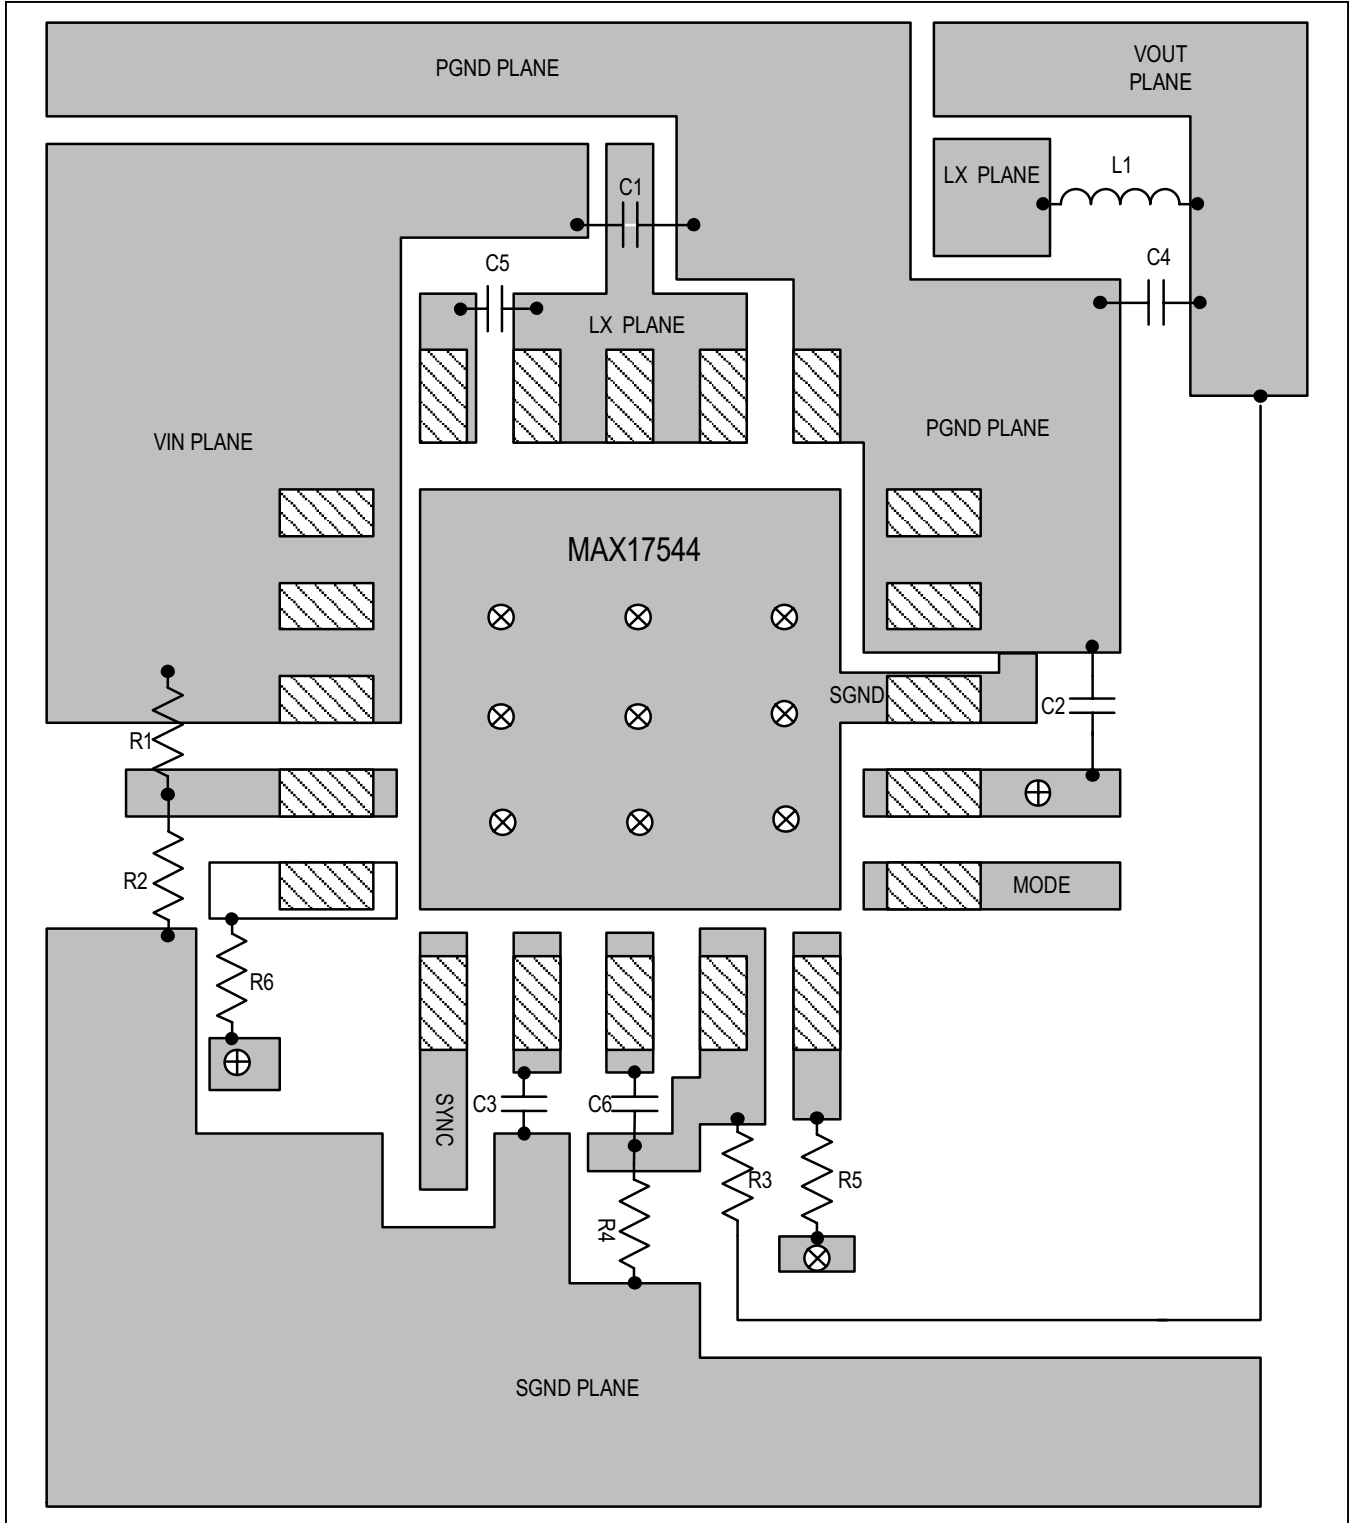 PGND PLANE
VOUT
PLANE
C1
LX PLANE
L1
C5
C4
LX PLANE
VIN PLANE
PGND PLANE
MAX17544
SGND
C2
R1
R2
MODE
R6
SYNC
C3
C6
R3
R5
R4
SGND PLANE